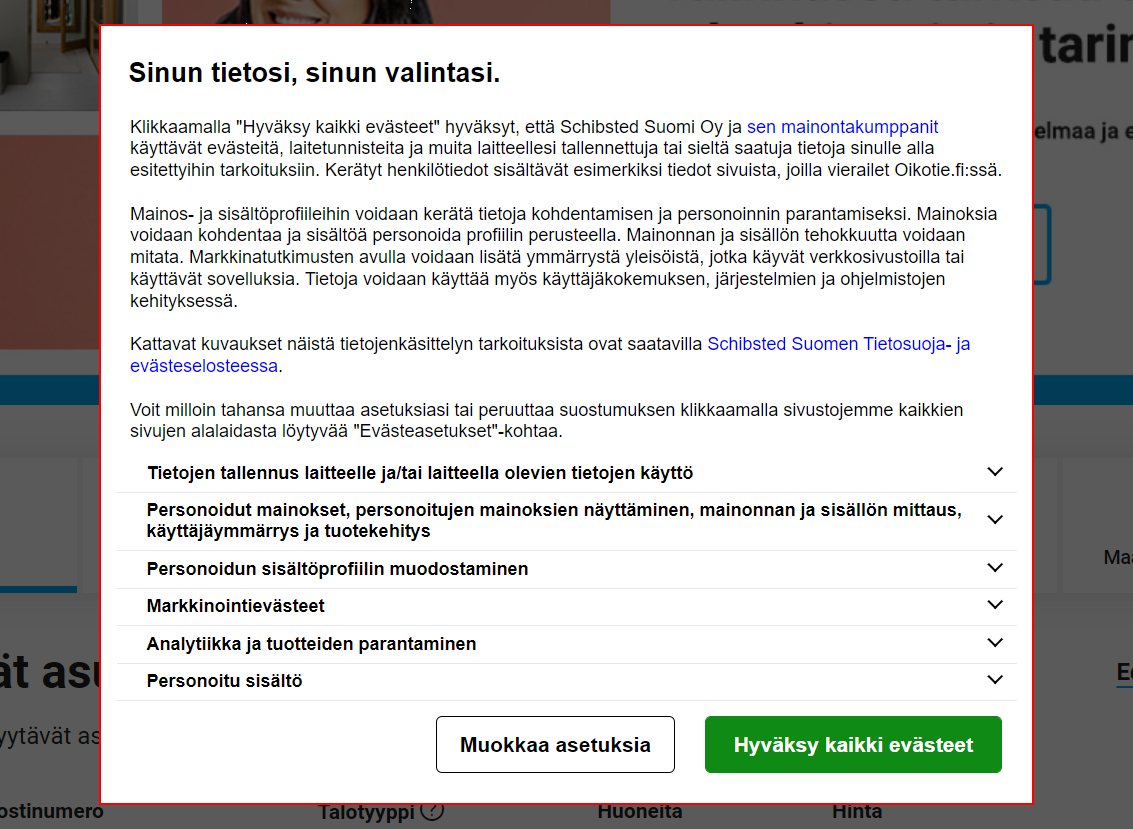 tarin
elmaa ja e
Sinun tietosi, sinun valintasi.
Klikkaamalla "Hyväksy kaikki evästeet" hyväksyt, että Schibsted Suomi Oy ja sen mainontakumppanit
käyttävät evästeitä, laitetunnisteita ja muita laitteellesi tallennettuja tai sieltä saatuja tietoja sinulle alla
esitettyihin tarkoituksiin. Kerätyt henkilötiedot sisältävät esimerkiksi tiedot sivuista, joilla vierailet Oikotie.fi:ssä.
Mainos- ja sisältöprofiileihin voidaan kerätä tietoja kohdentamisen ja personoinnin parantamiseksi. Mainoksia
voidaan kohdentaa ja sisältöä personoida profiilin perusteella. Mainonnan ja sisällön tehokkuutta voidaan
mitata. Markkinatutkimusten avulla voidaan lisätä ymmärrystä yleisöistä, jotka käyvät verkkosivustoilla tai
käyttävät sovelluksia. Tietoja voidaan käyttää myös käyttäjäkokemuksen, järjestelmien ja ohjelmistojen
kehityksessä.
Kattavat kuvaukset näistä tietojenkäsittelyn tarkoituksista ovat saatavilla Schibsted Suomen Tietosuoja- ja
evästeselosteessa.
Voit milloin tahansa muuttaa asetuksiasi tai peruuttaa suostumuksen klikkaamalla sivustojemme kaikkien
sivujen alalaidasta löytyvää "Evästeasetukset"-kohtaa.
Tietojen tallennus laitteelle ja/tai laitteella olevien tietojen käyttö
Personoidut mainokset, personoitujen mainoksien näyttäminen, mainonnan ja sisällön mittaus,
käyttäjäymmärrys ja tuotekehitys
Maa
Personoidun sisältöprofiilin muodostaminen
Markkinointievästeet
Analytiikka ja tuotteiden parantaminen
Personoitu sisältö
ät asu
yytävät as
Muokkaa asetuksia
Hyväksy kaikki evästeet
ostinumero Talotyyppi ? Huoneita Hinta